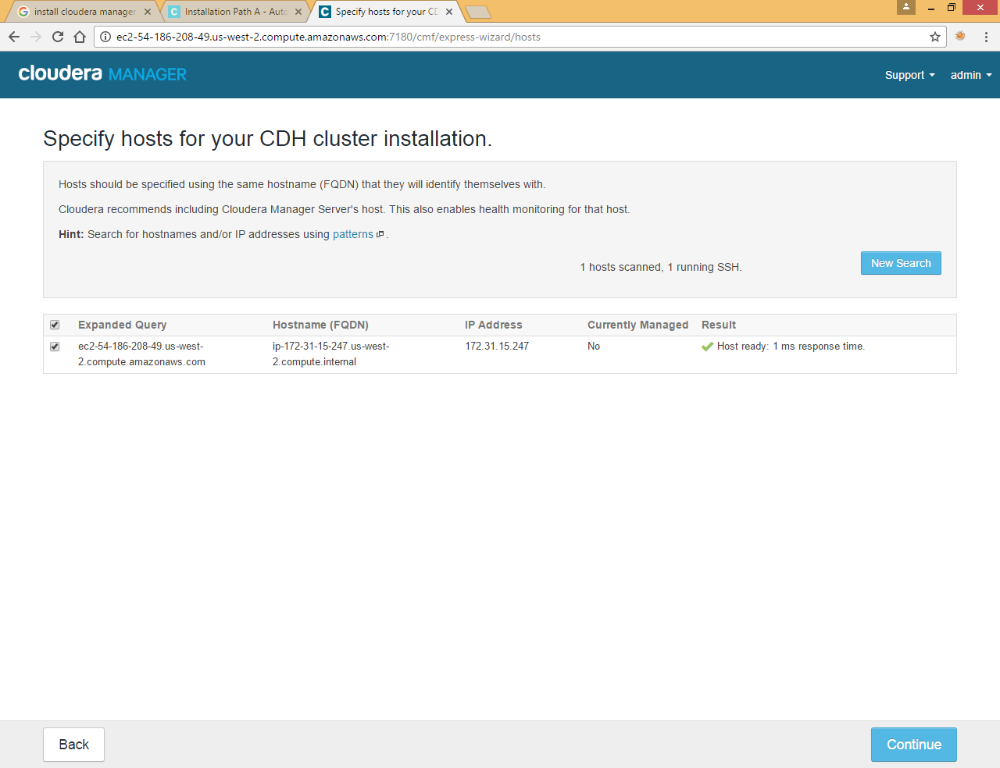 install cloudera manager
Installation Path A - Auto
Specify hosts for your CD
ec2-54-186-208-49.us-west-2.compute.amazonaws.com:7180/cmf/express-wizard/hosts
cloudera MANAGER
Support
admin
Specify hosts for your CDH cluster installation.
Hosts should be specified using the same hostname (FQDN) that they will identify themselves with.
Cloudera recommends including Cloudera Manager Server's host. This also enables health monitoring for that host.
Hint: Search for hostnames and/or IP addresses using patterns .
1 hosts scanned, 1 running SSH.
New Search
Expanded Query Hostname (FQDN) IP Address Currently Managed Result
ec2-54-186-208-49.us-west- ip-172-31-15-247.us-west- 172.31.15.247 No Host ready: 1 ms response time.
2.compute.amazonaws.com 2.compute.internal
Back
Continue